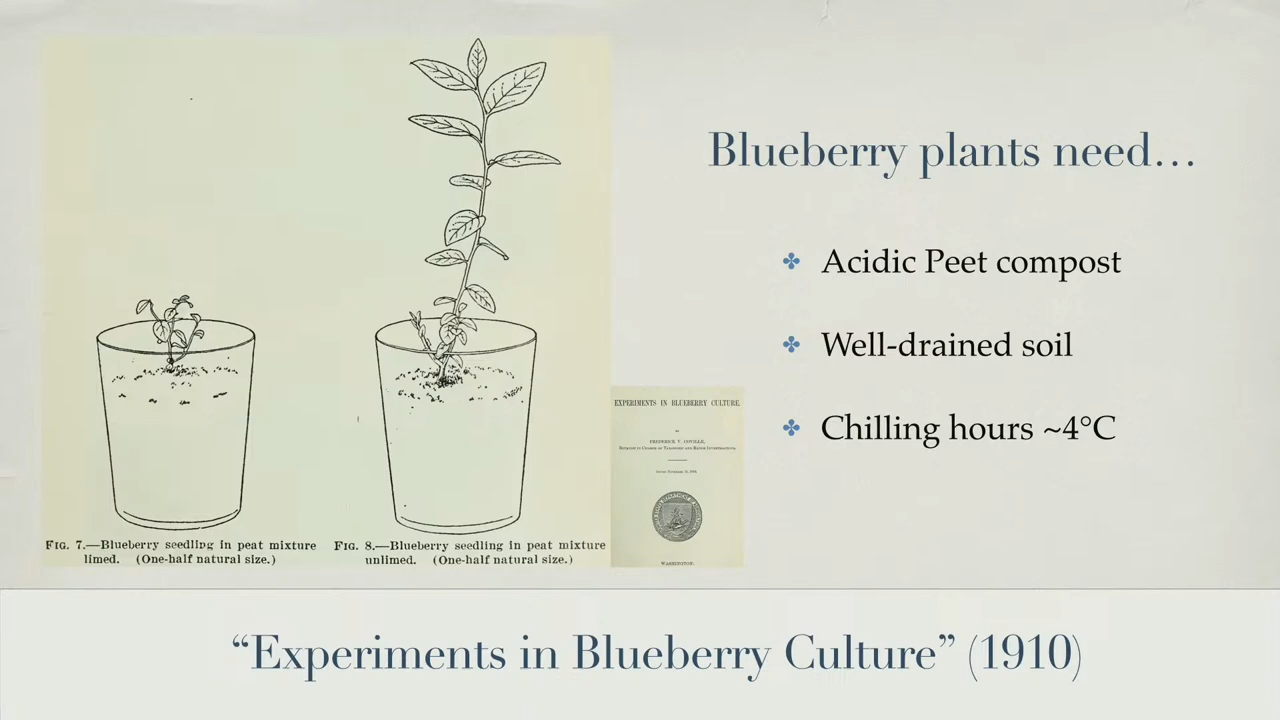 Blueberry plants need...
Acidic Peet compost
Well-drained soil
Chilling hours ~4°C
FIG. 7.—Blueberry seedling in peat mixture
limed. (One-half natural size.)
FIG. 8.—Blueberry seedling in peat mixture
unlimed. (One-half natural size.)
EXPERIMENTS IN BLUEBERRY CULTURE.
BY
FREDERICK V. COVILLE,
WASHINGTON.
“Experiments in Blueberry Culture” (1910)